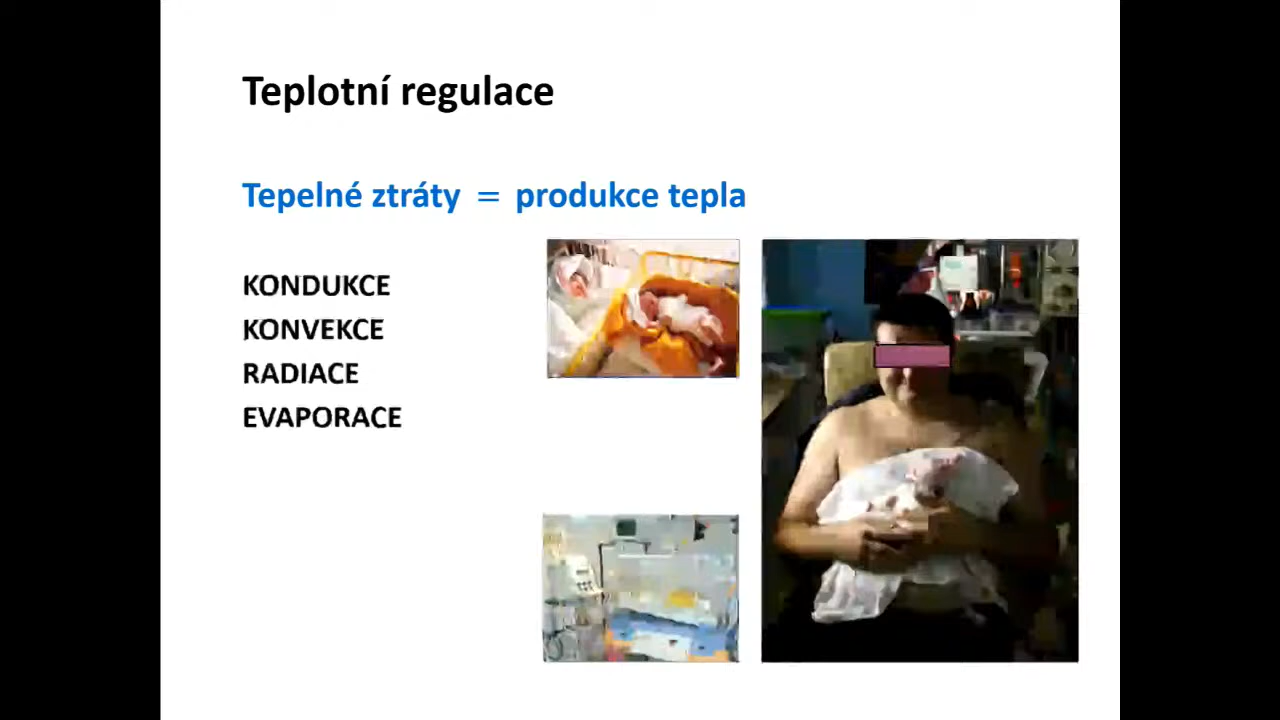 Teplotní regulace
Tepelné ztráty = produkce tepla
KONDUKCE
KONVEKCE
RADIACE
EVAPORACE